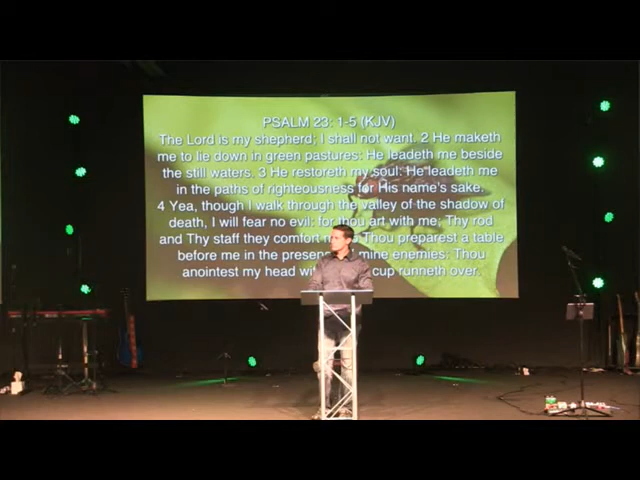 PSALM 23: 1-5 (KJV)
The Lord is my shepherd; I shall not want. 2 He maketh
me to lie down in green pastures: He leadeth me beside
the still waters. 3 He restoreth my soul: He leadeth me
in the paths of righteousness for His name's sake.
4 Yea, though I walk through the valley of the shadow of
death, I will fear no evil: for thou art with me; Thy rod
and Thy staff they comfort Thou preparest a table
before me in the mine enemies: Thou
anointest my head cup runneth over.